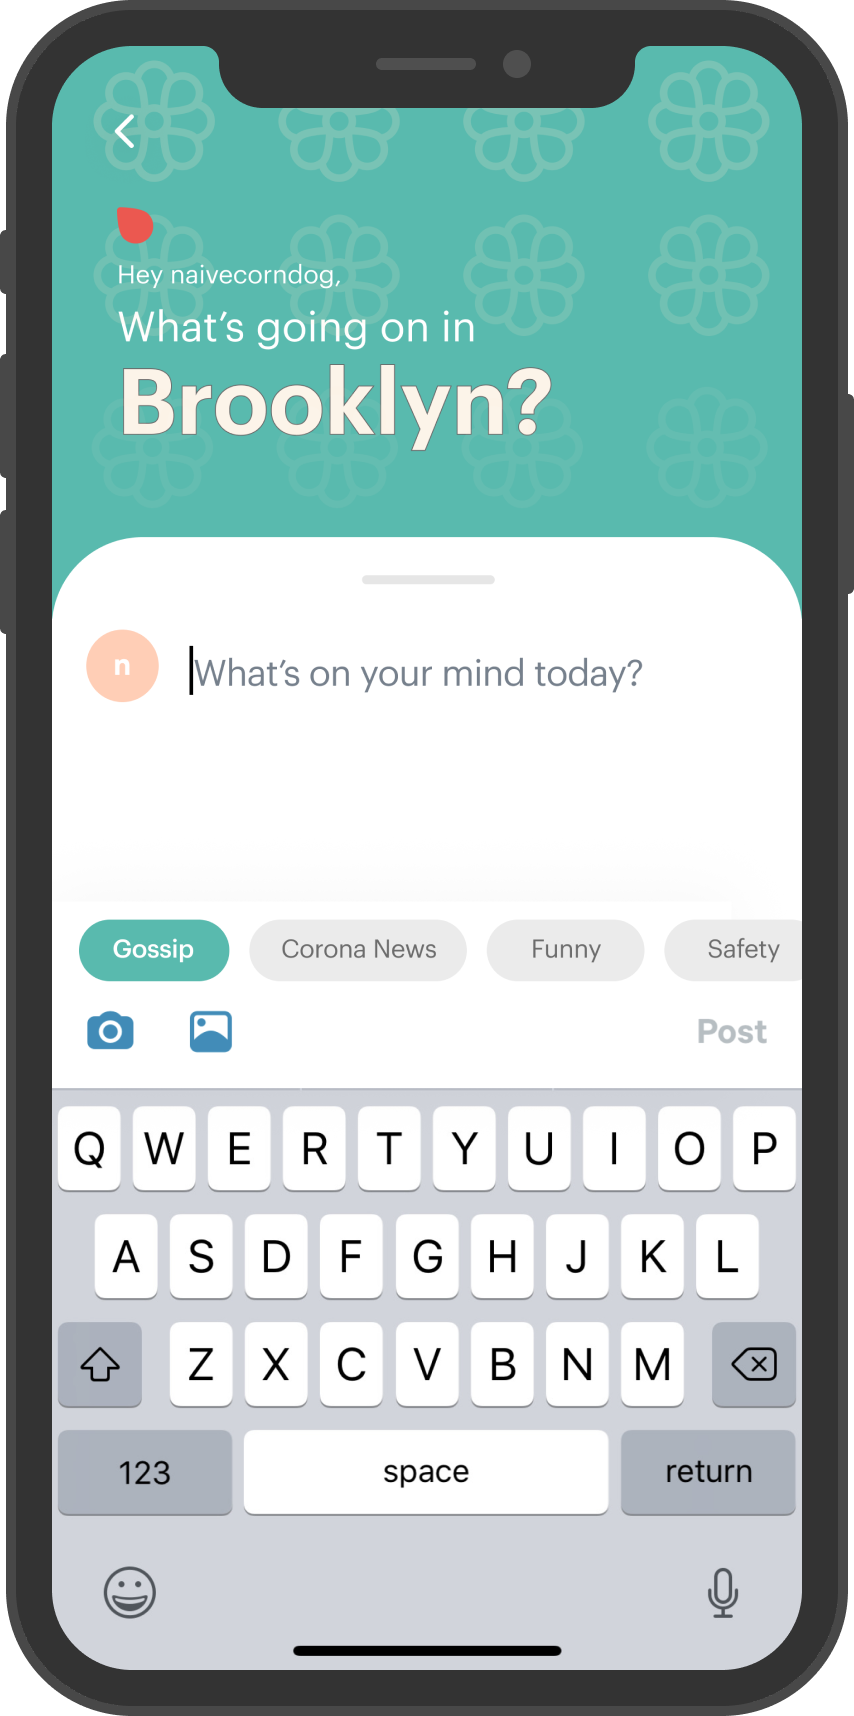 Hey naivecorndog,
What's going on in
Brooklyn?
n
What's on your mind today?
Gossip
Corona News
Funny
Safety
Post
Q W E R T Y U I O P
A S D F G H J K L
Z X C V B N M
123
space
return